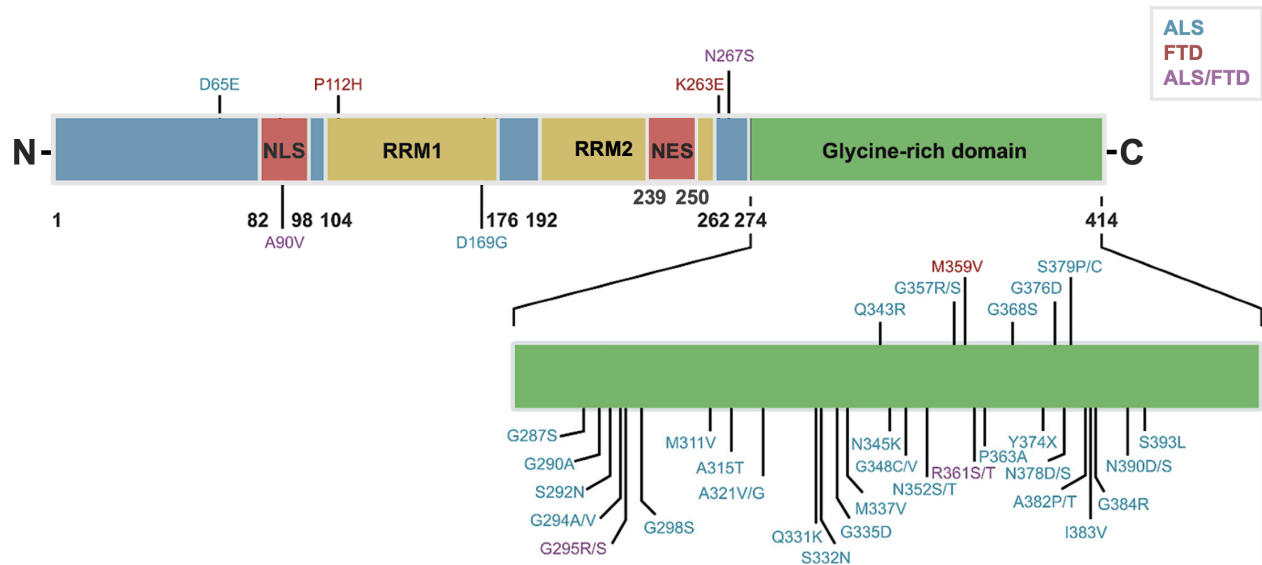 ALS
FTD
ALS/FTD
N267S
D65E
P112H
K263E
N-
NLS
RRM1
RRM2
NES
Glycine-rich domain
-C
239
250
1
82
98
104
176
192
262
274
414
A90V
D169G
M359V
S379P/C
G357R/S
G376D
Q343R
G368S
G287S
M311V
N345K
Y374X
S393L
G290A
A315T
G348C/V
P363A
N390D/S
S292N
A321V/G
N352S/T
R361S/T
N378D/S
A382P/T
G384R
G294A/V
G298S
M337V
G295R/S
Q331K
G335D
I383V
S332N